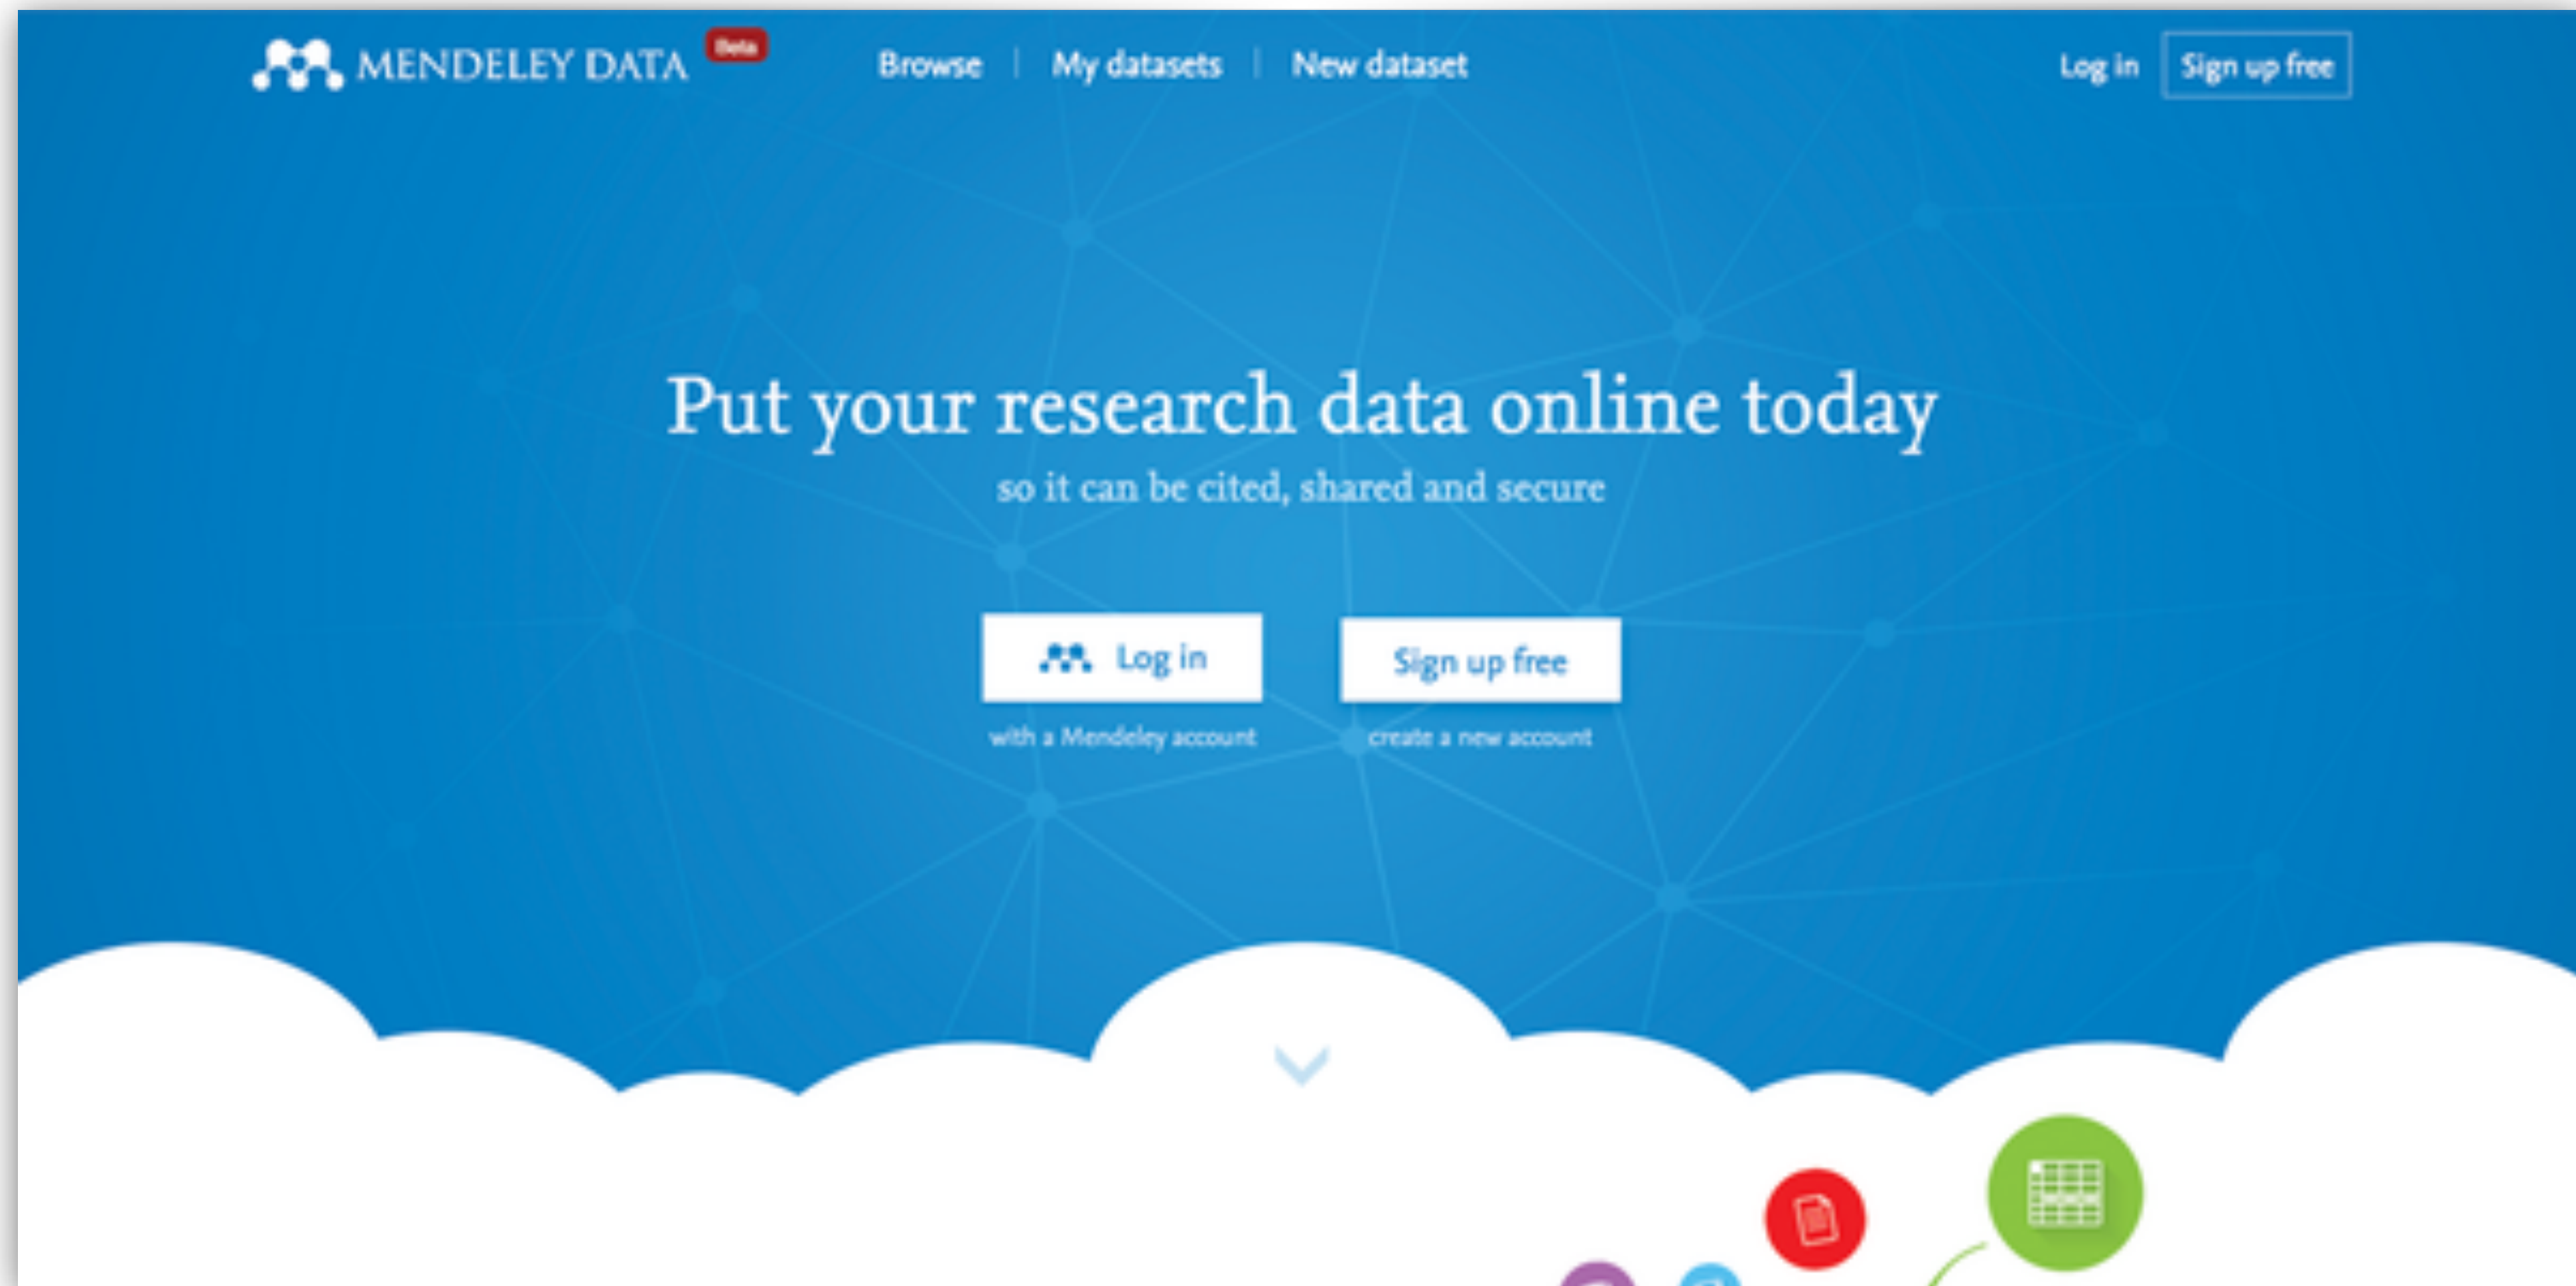 MENDELEY DATA Beta
Browse | My datasets | New dataset
Log in Sign up free
Put your research data online today
so it can be cited, shared and secure
Log in Sign up free
with a Mendeley account create a new account